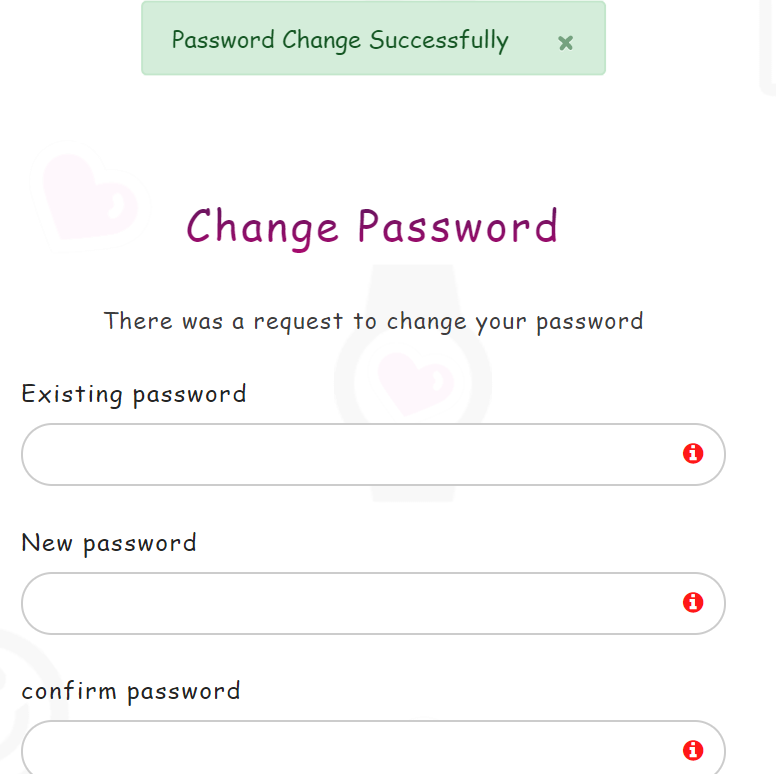 Password Change Successfully ×
Change Password
There was a request to change your password
Existing password
New password
confirm password